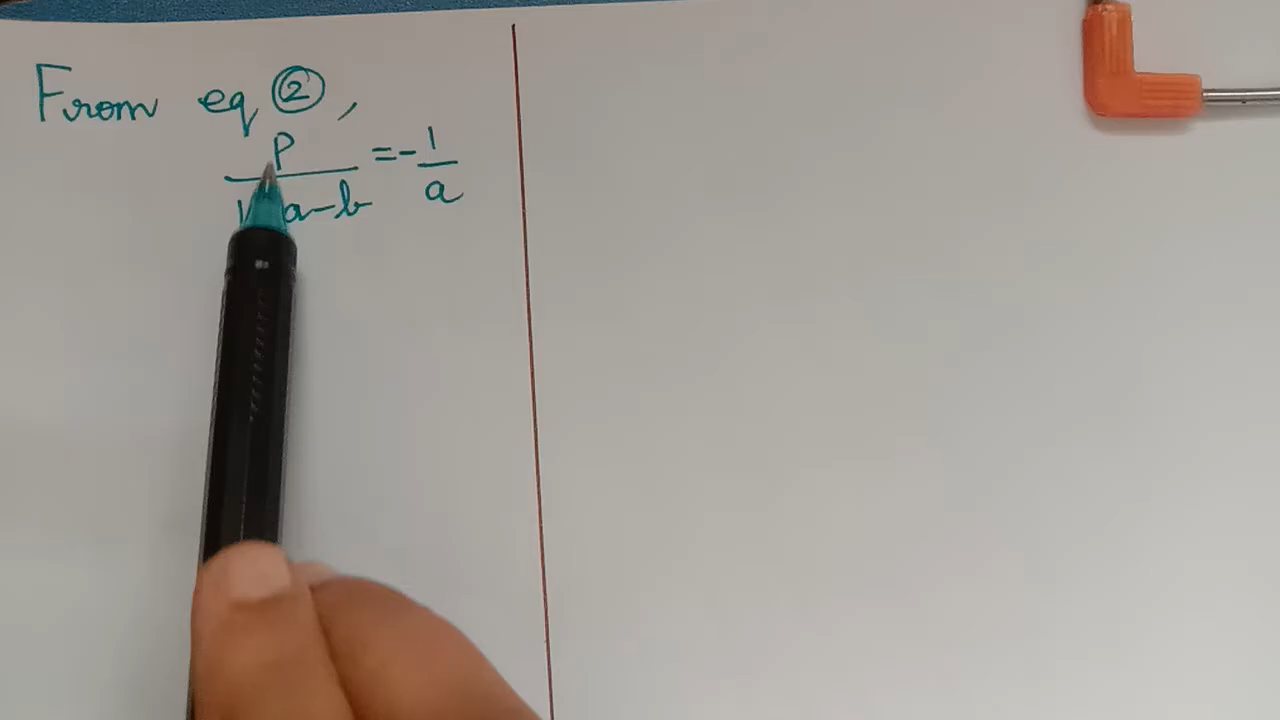 From eq ②,
P = - 1
a-b a